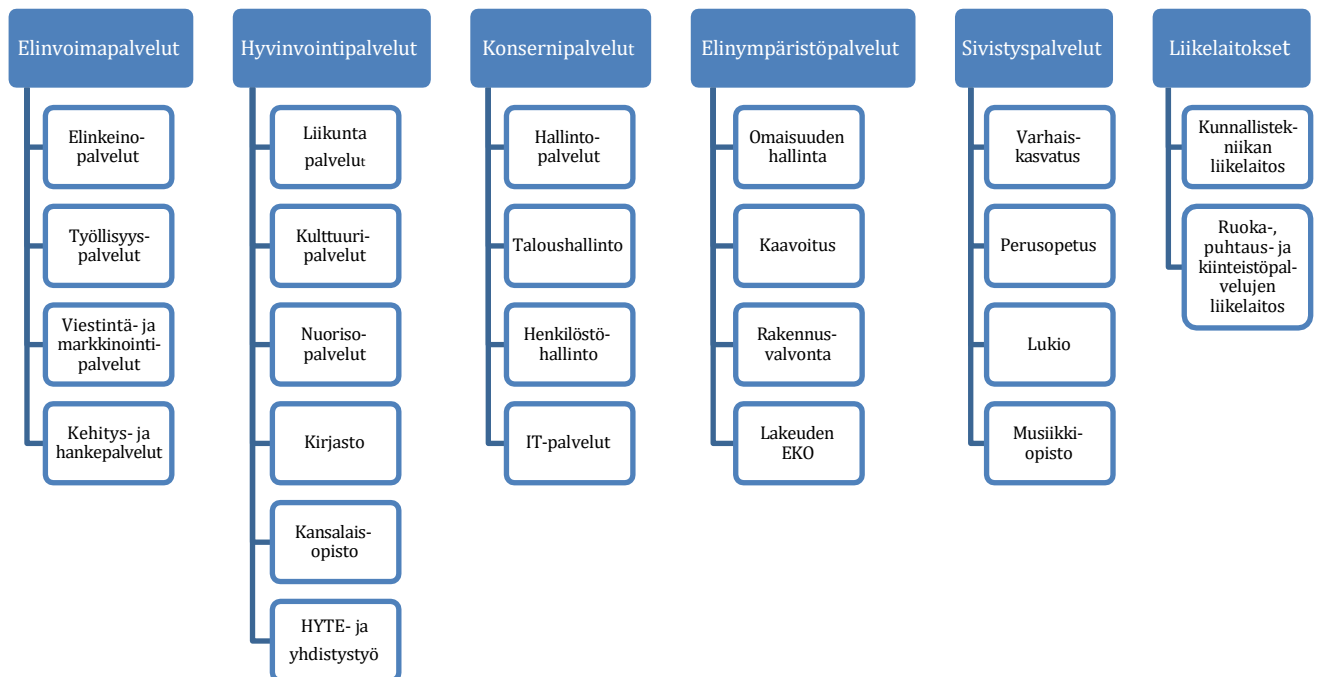 Elinvoimapalvelut
Elinkeino-
palvelut
Työllisyys-
palvelut
Viestintä- ja
markkinointi-
palvelut
Kehitys- ja
hankepalvelut
Hyvinvointipalvelut
Liikunta
palvelut
Kulttuuri-
palvelut
Nuoriso-
palvelut
Kirjasto
Kansalais-
opisto
HYTE- ja
yhdistystyö
Konsernipalvelut
Hallinto-
palvelut
Taloushallinto
Henkilöstö-
hallinto
IT-palvelut
Elinympäristöpalvelut
Omaisuuden
hallinta
Kaavoitus
Rakennus-
valvonta
Lakeuden
EKO
Sivistyspalvelut
Varhais-
kasvatus
Perusopetus
Lukio
Musiikki-
opisto
Liikelaitokset
Kunnallistek-
niikan
liikelaitos
Ruoka-,
puhtaus- ja
kiinteistöpal-
velujen
liikelaitos